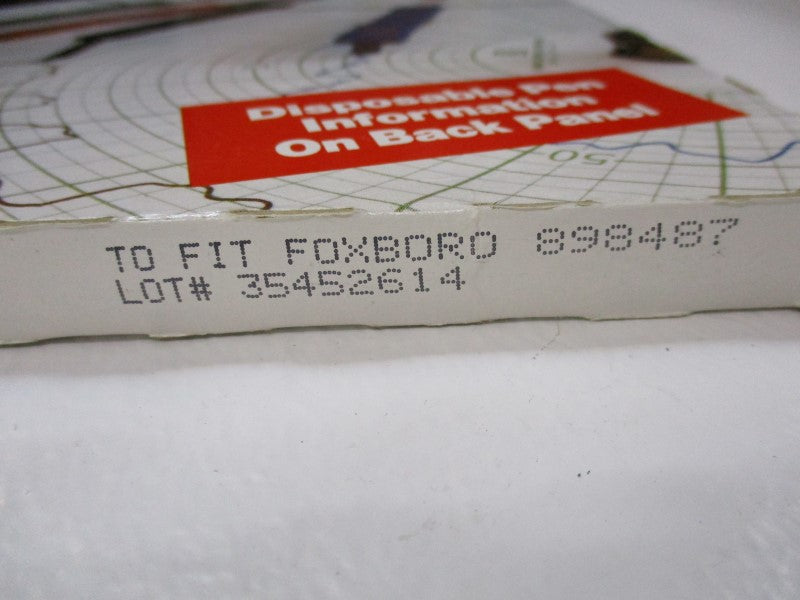 Disposable Pen
Information
On Back Panel
50
TO FIT FOXBORO 898487
LOT# 35452614